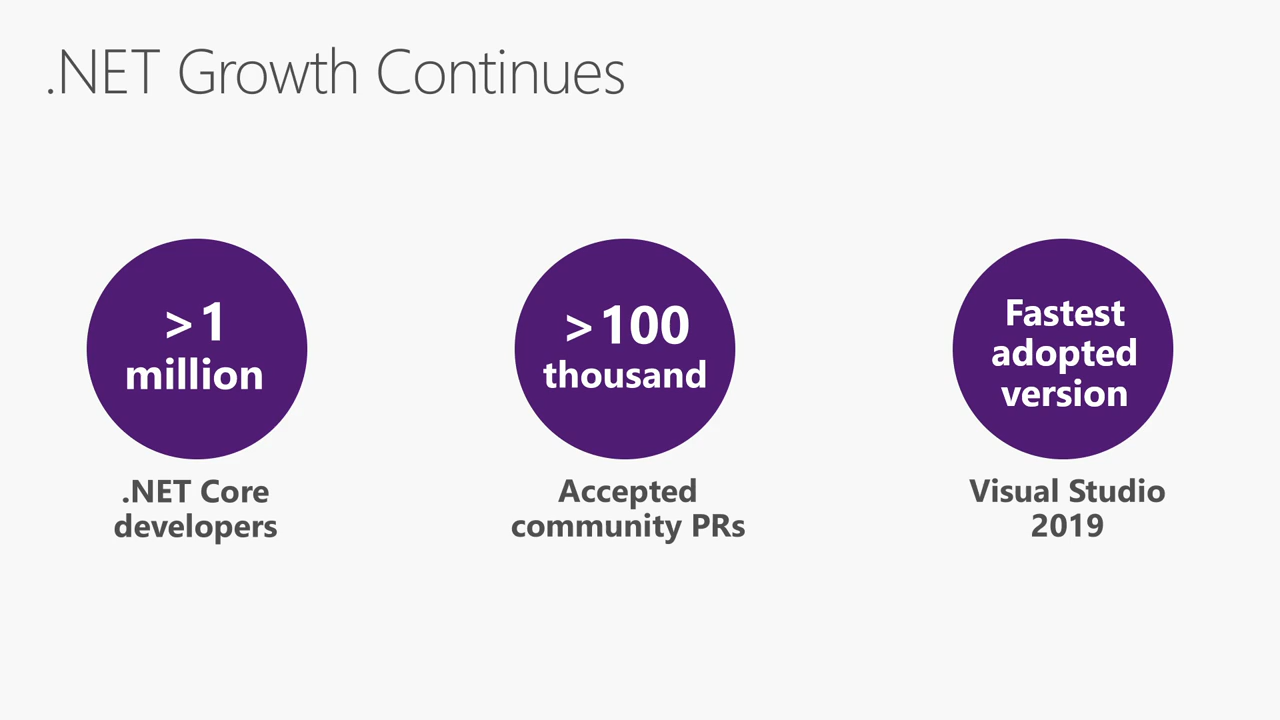 .NET Growth Continues
>1
million
.NET Core
developers
>100
thousand
Accepted
community PRs
Fastest
adopted
version
Visual Studio
2019